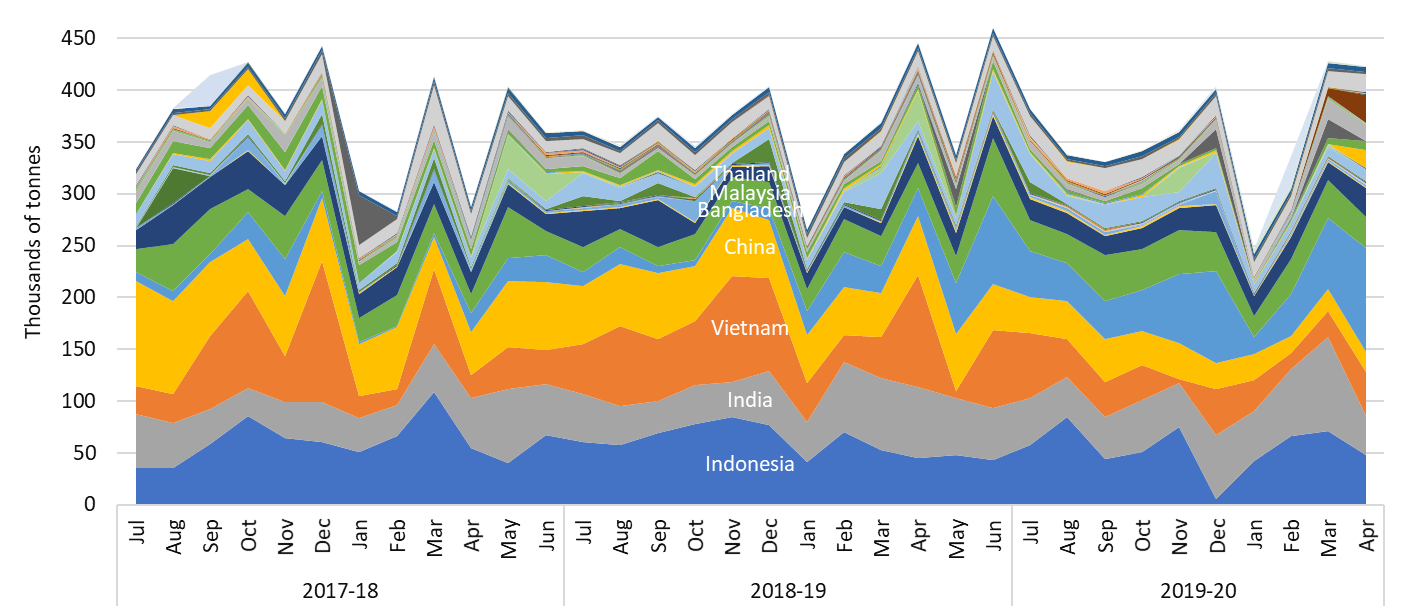 Thousands of tonnes
450
400
350
300
250
200
150
100
50
0
Thailand
Malaysia
Bangladesh
China
Vietnam
India
Indonesia
Jul Aug Sep Oct Nov Dec Jan Feb Mar Apr May Jun Jul Aug Sep Oct Nov Dec Jan Feb Mar Apr May Jun Jul Aug Sep Oct Nov Dec Jan Feb Mar Apr
2017-18 2018-19 2019-20